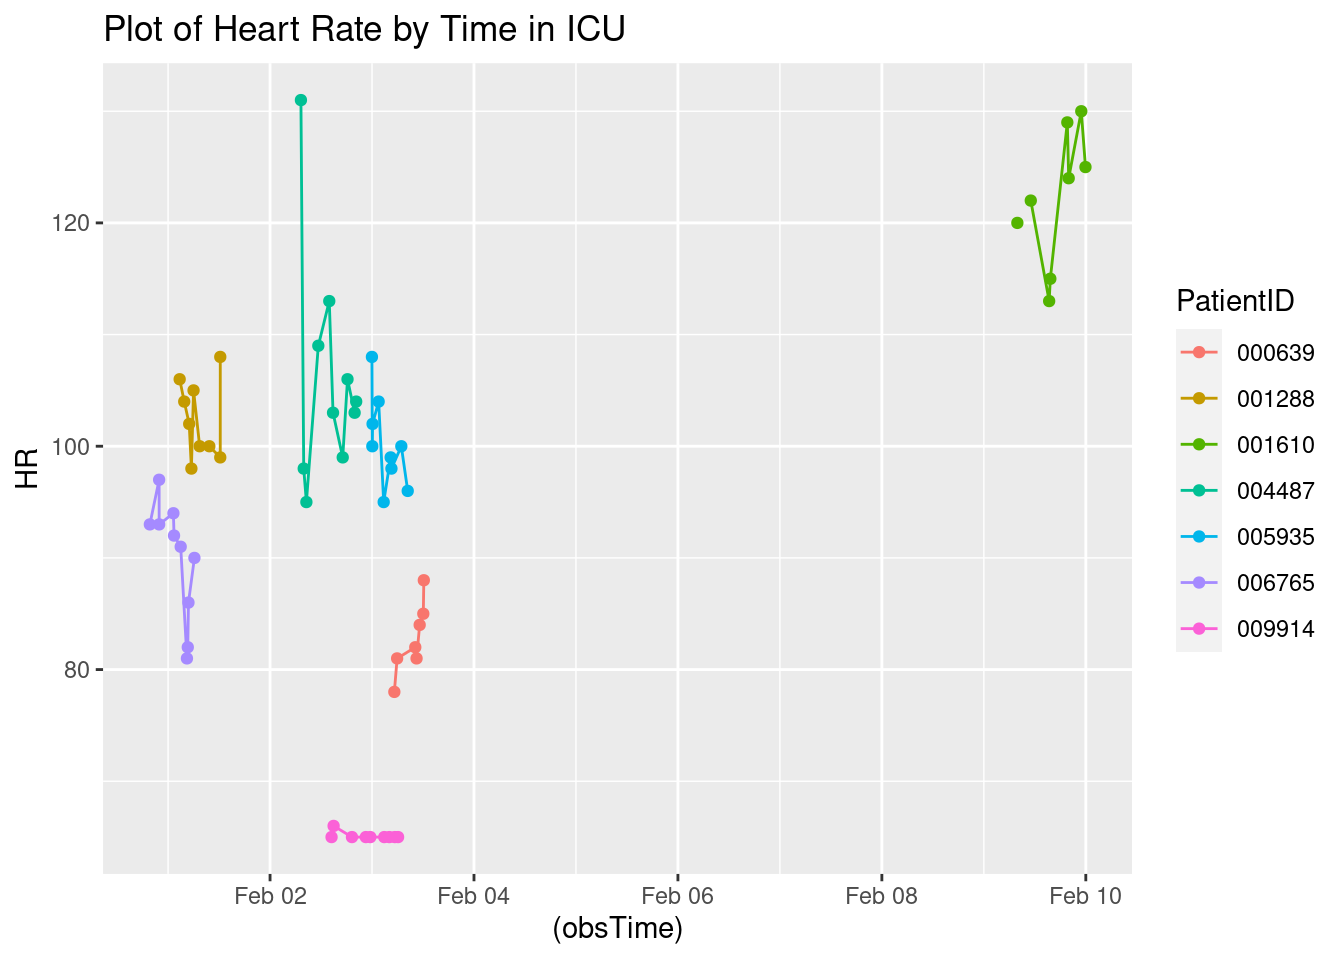 Plot of Heart Rate by Time in ICU
120
100
80
HR
Feb 02
Feb 04
Feb 06
Feb 08
Feb 10
(obsTime)
PatientID
000639
001288
001610
004487
005935
006765
009914